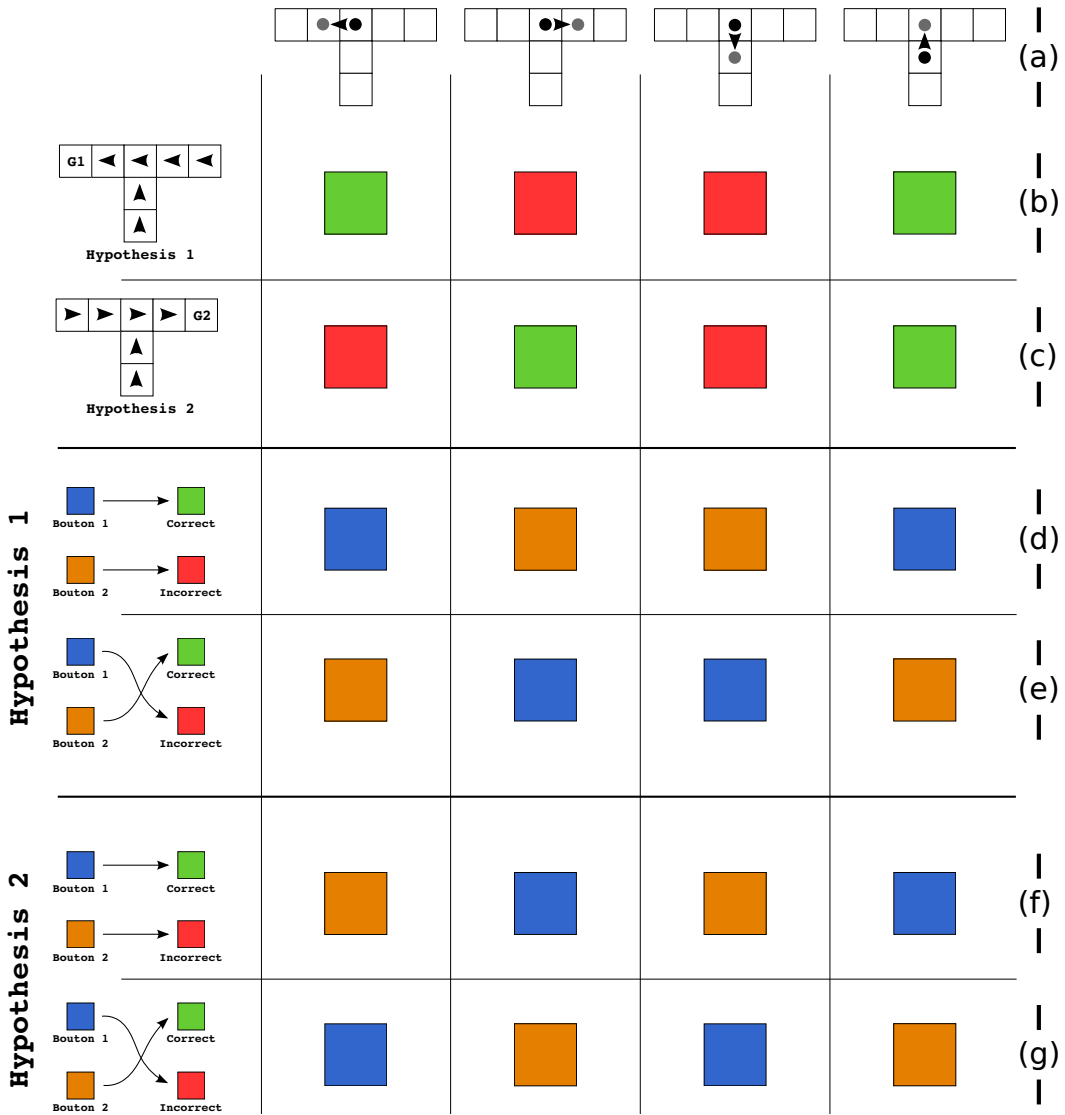 (a)
G1
Hypothesis 1
(b)
G2
Hypothesis 2
(c)
Hypothesis 1
Bouton 1
Correct
Bouton 2
Incorrect
(d)
Bouton 1
Correct
Bouton 2
Incorrect
(e)
Hypothesis 2
Bouton 1
Correct
Bouton 2
Incorrect
(f)
Bouton 1
Correct
Bouton 2
Incorrect
(g)